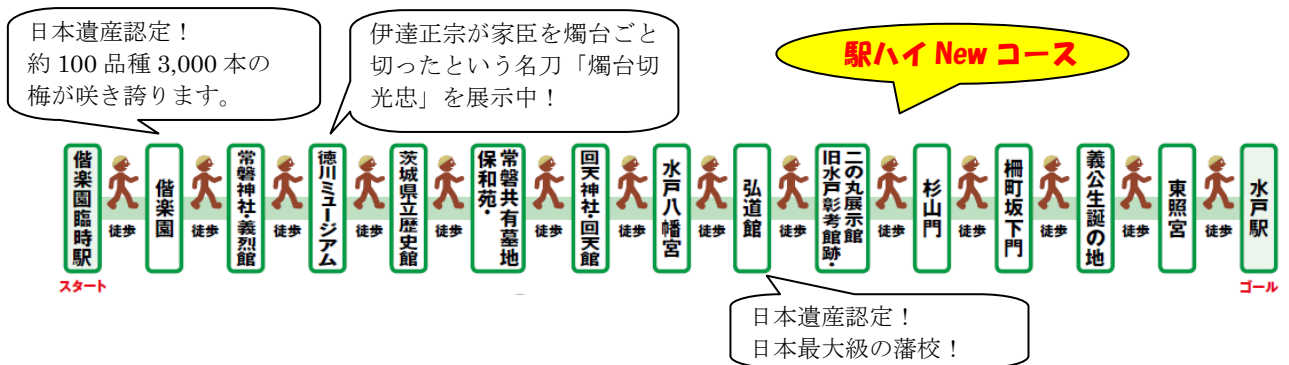 日本遺産認定！
約 100 品種 3,000 本の
梅が咲き誇ります。
伊達正宗が家臣を燭台ごと
切ったという名刀「燭台切
光忠」を展示中！
駅ハイ New コース
偕楽園臨時駅
徒歩
偕楽園
徒歩
常磐神社・義烈館
徒歩
徳川ミュージアム
徒歩
茨城県立歴史館
徒歩
常磐共有墓地
保和苑・
徒歩
回天神社・回天館
徒歩
水戸八幡宮
徒歩
弘道館
徒歩
二の丸展示館
旧水戸彰考館跡・
徒歩
杉山門
徒歩
柵町坂下門
徒歩
義公生誕の地
徒歩
東照宮
徒歩
水戸駅
スタート
ゴール
日本遺産認定！
日本最大級の藩校！